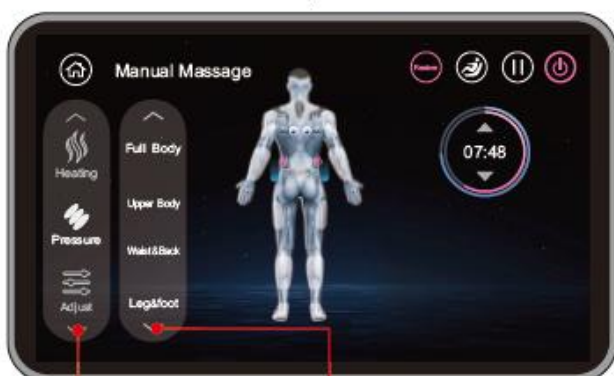 Manual Massage
07:48
Heating
Pressure
Adjust
Full Body
Upper Body
Waist&Back
Leg&foot